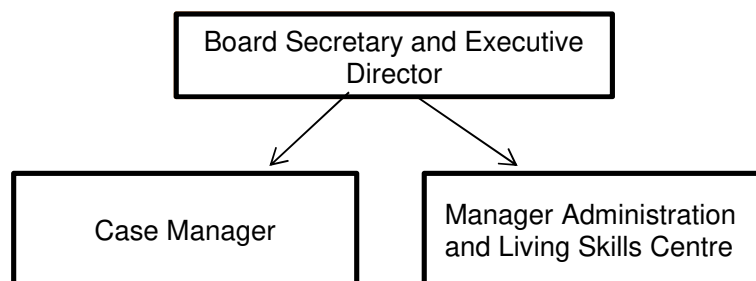 Board Secretary and Executive
Director
Case Manager
Manager Administration
and Living Skills Centre